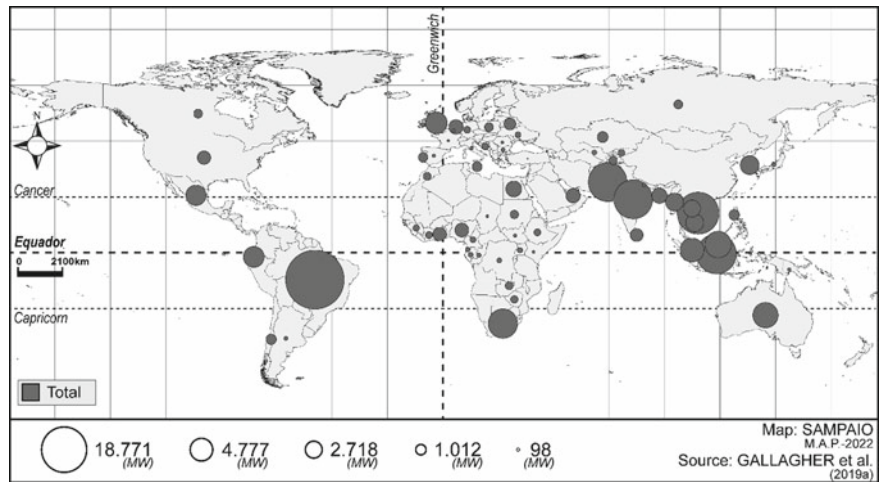 Greenwich
N
Cancer
Equador
0 2100km
Capricorn
Total
18.771 (MW)
4.777 (MW)
2.718 (MW)
1.012 (MW)
98 (MW)
Map: SAMPAIO
M.A.P.-2022
Source: GALLAGHER et al.
(2019a)